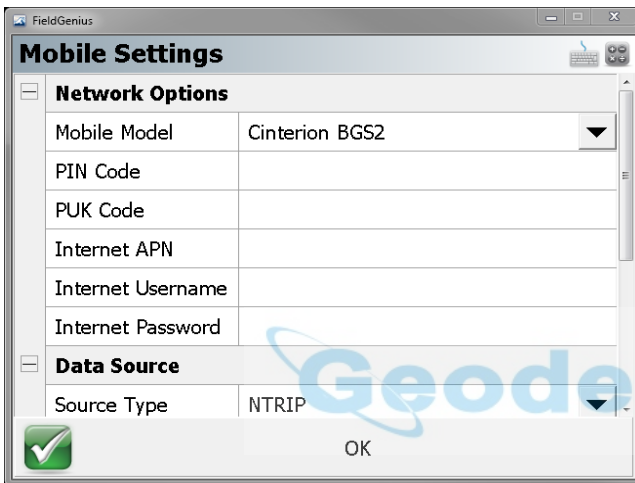 FieldGenius
Mobile Settings
Network Options
Mobile Model Cinterion BGS2
PIN Code
PUK Code
Internet APN
Internet Username
Internet Password
Data Source
Source Type NTRIP
Geode
OK